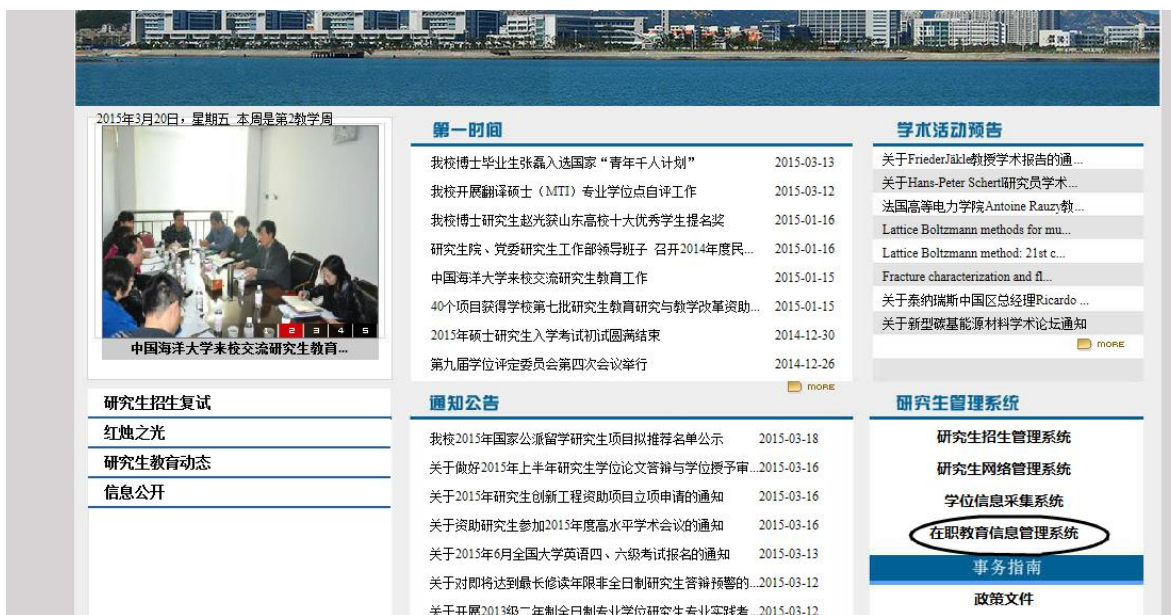 2015年3月20日，星期五 本周是第2教学周
1 2 3 4 5
中国海洋大学来校交流研究生教育...
第一时间
我校博士毕业生张磊入选国家“青年千人计划” 2015-03-13
我校开展翻译硕士（MTI）专业学位点自评工作 2015-03-12
我校博士研究生赵光获山东高校十大优秀学生提名奖 2015-01-16
研究生院、党委研究生工作部领导班子 召开2014年度民... 2015-01-16
中国海洋大学来校交流研究生教育工作 2015-01-15
40个项目获得学校第七批研究生教育研究与教学改革资助... 2015-01-15
2015年硕士研究生入学考试初试圆满结束 2014-12-30
第九届学位评定委员会第四次会议举行 2014-12-26
MORE
学术活动预告
关于FriederJäkle教授学术报告的通...
关于Hans-Peter Schertl研究员学术...
法国高等电力学院Antoine Rauzy教...
Lattice Boltzmann methods for mu...
Lattice Boltzmann method: 21st c...
Fracture characterization and fl...
关于泰纳瑞斯中国区总经理Ricardo ...
关于新型碳基能源材料学术论坛通知
MORE
研究生招生复试
红烛之光
研究生教育动态
信息公开
通知公告
我校2015年国家公派留学研究生项目拟推荐名单公示 2015-03-18
关于做好2015年上半年研究生学位论文答辩与学位授予审...2015-03-16
关于2015年研究生创新工程资助项目立项申请的通知 2015-03-16
关于资助研究生参加2015年度高水平学术会议的通知 2015-03-16
关于2015年6月全国大学英语四、六级考试报名的通知 2015-03-13
关于对即将达到最长修读年限非全日制研究生答辩预警的...2015-03-12
关于开展2013级二年制全日制专业学位研究生专业实践考...2015-03-12
研究生管理系统
研究生招生管理系统
研究生网络管理系统
学位信息采集系统
在职教育信息管理系统
事务指南
政策文件